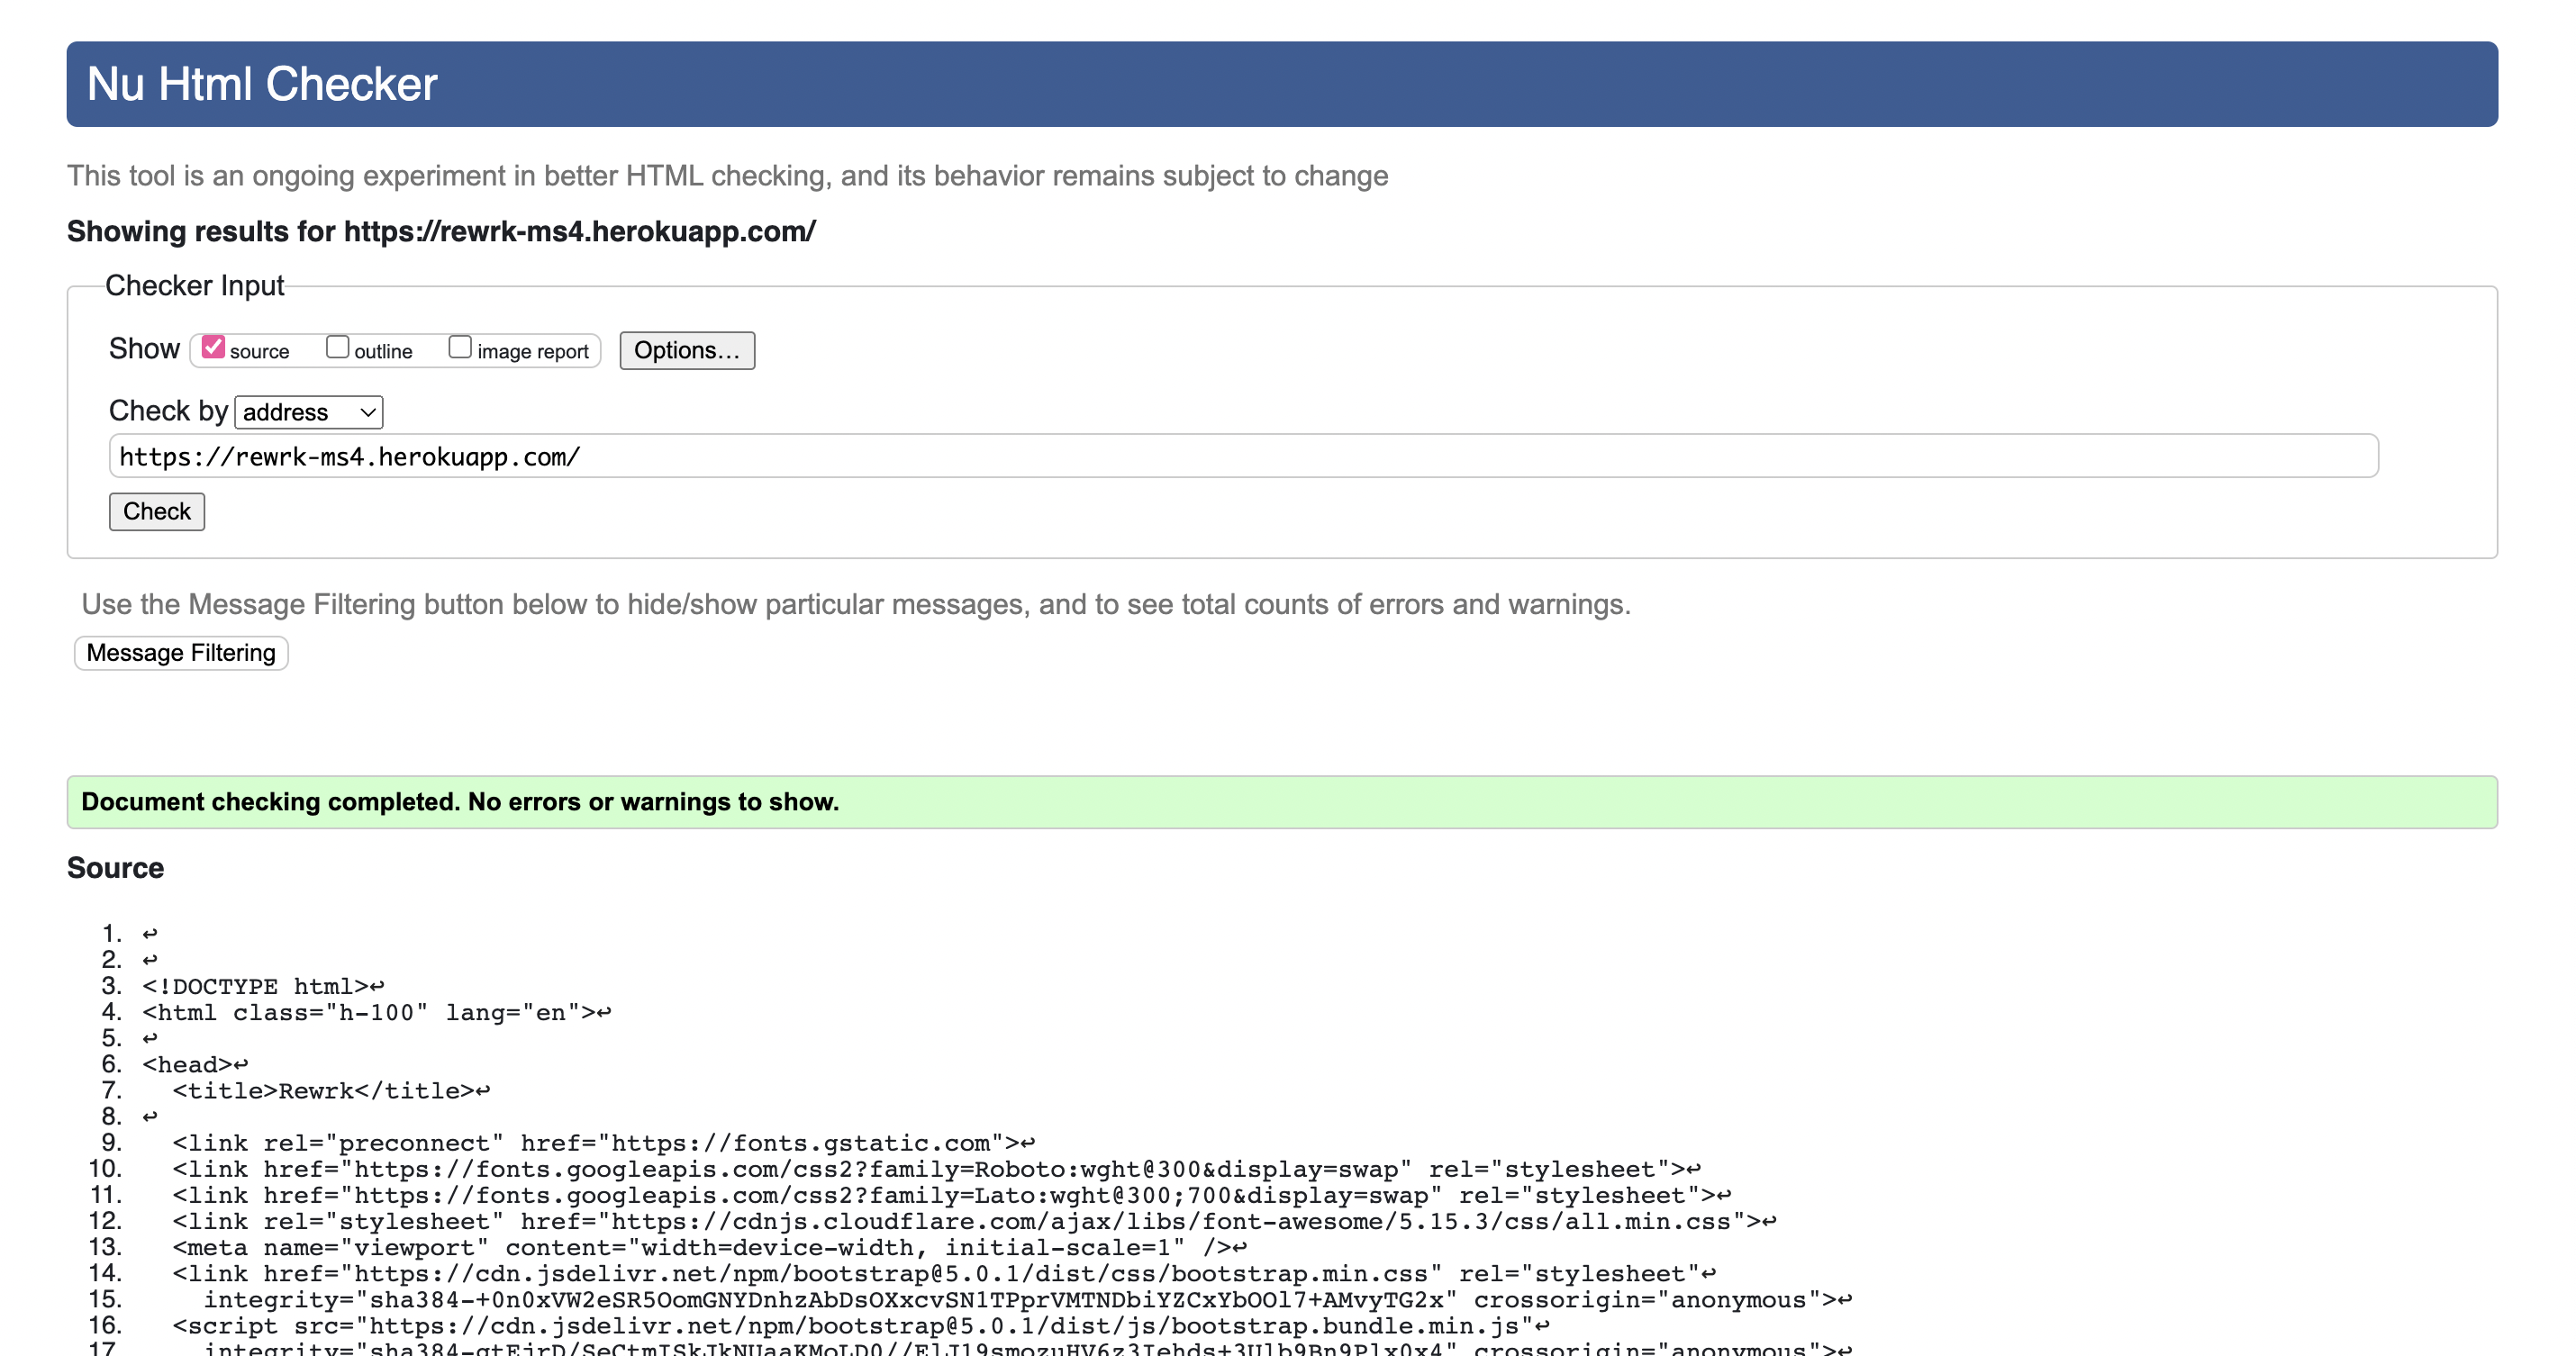 Nu Html Checker
This tool is an ongoing experiment in better HTML checking, and its behavior remains subject to change
Showing results for https://rewrk-ms4.herokuapp.com/
Checker Input
Show source outline image report Options...
Check by address
https://rewrk-ms4.herokuapp.com/
Check
Use the Message Filtering button below to hide/show particular messages, and to see total counts of errors and warnings.
Message Filtering
Document checking completed. No errors or warnings to show.
Source
1. ↩
2. ↩
3. <!DOCTYPE html>↩
4. <html class="h-100" lang="en">↩
5. ↩
6. <head>↩
7. <title>Rewrk</title>↩
8. ↩
9. <link rel="preconnect" href="https://fonts.gstatic.com">↩
10. <link href="https://fonts.googleapis.com/css2?family=Roboto:wght@300&display=swap" rel="stylesheet">↩
11. <link href="https://fonts.googleapis.com/css2?family=Lato:wght@300;700&display=swap" rel="stylesheet">↩
12. <link rel="stylesheet" href="https://cdnjs.cloudflare.com/ajax/libs/font-awesome/5.15.3/css/all.min.css">↩
13. <meta name="viewport" content="width=device-width, initial-scale=1" />↩
14. <link href="https://cdn.jsdelivr.net/npm/bootstrap@5.0.1/dist/css/bootstrap.min.css" rel="stylesheet"↩
15. integrity="sha384-+0n0xVW2eSR5OomGNYDnhzAbDsOXxcvSN1TPprVMTNDbiYZCxYbOOl7+AMvyTG2x" crossorigin="anonymous">↩
16. <script src="https://cdn.jsdelivr.net/npm/bootstrap@5.0.1/dist/js/bootstrap.bundle.min.js"↩
17. crossorigin="anonymous">↩